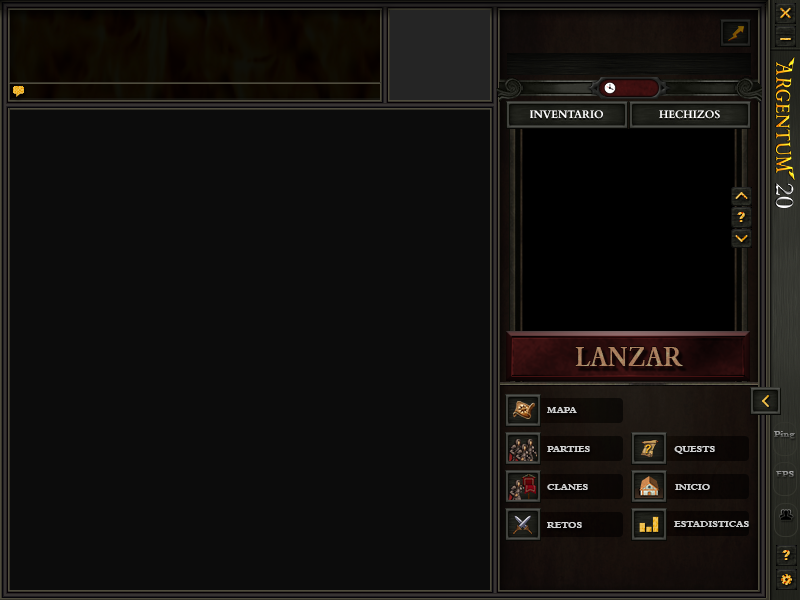 INVENTARIO
HECHIZOS
?
LANZAR
MAPA
PARTIES
QUESTS
CLANES
INICIO
RETOS
ESTADISTICAS
ARGENTUM 20
Ping
FPS
?